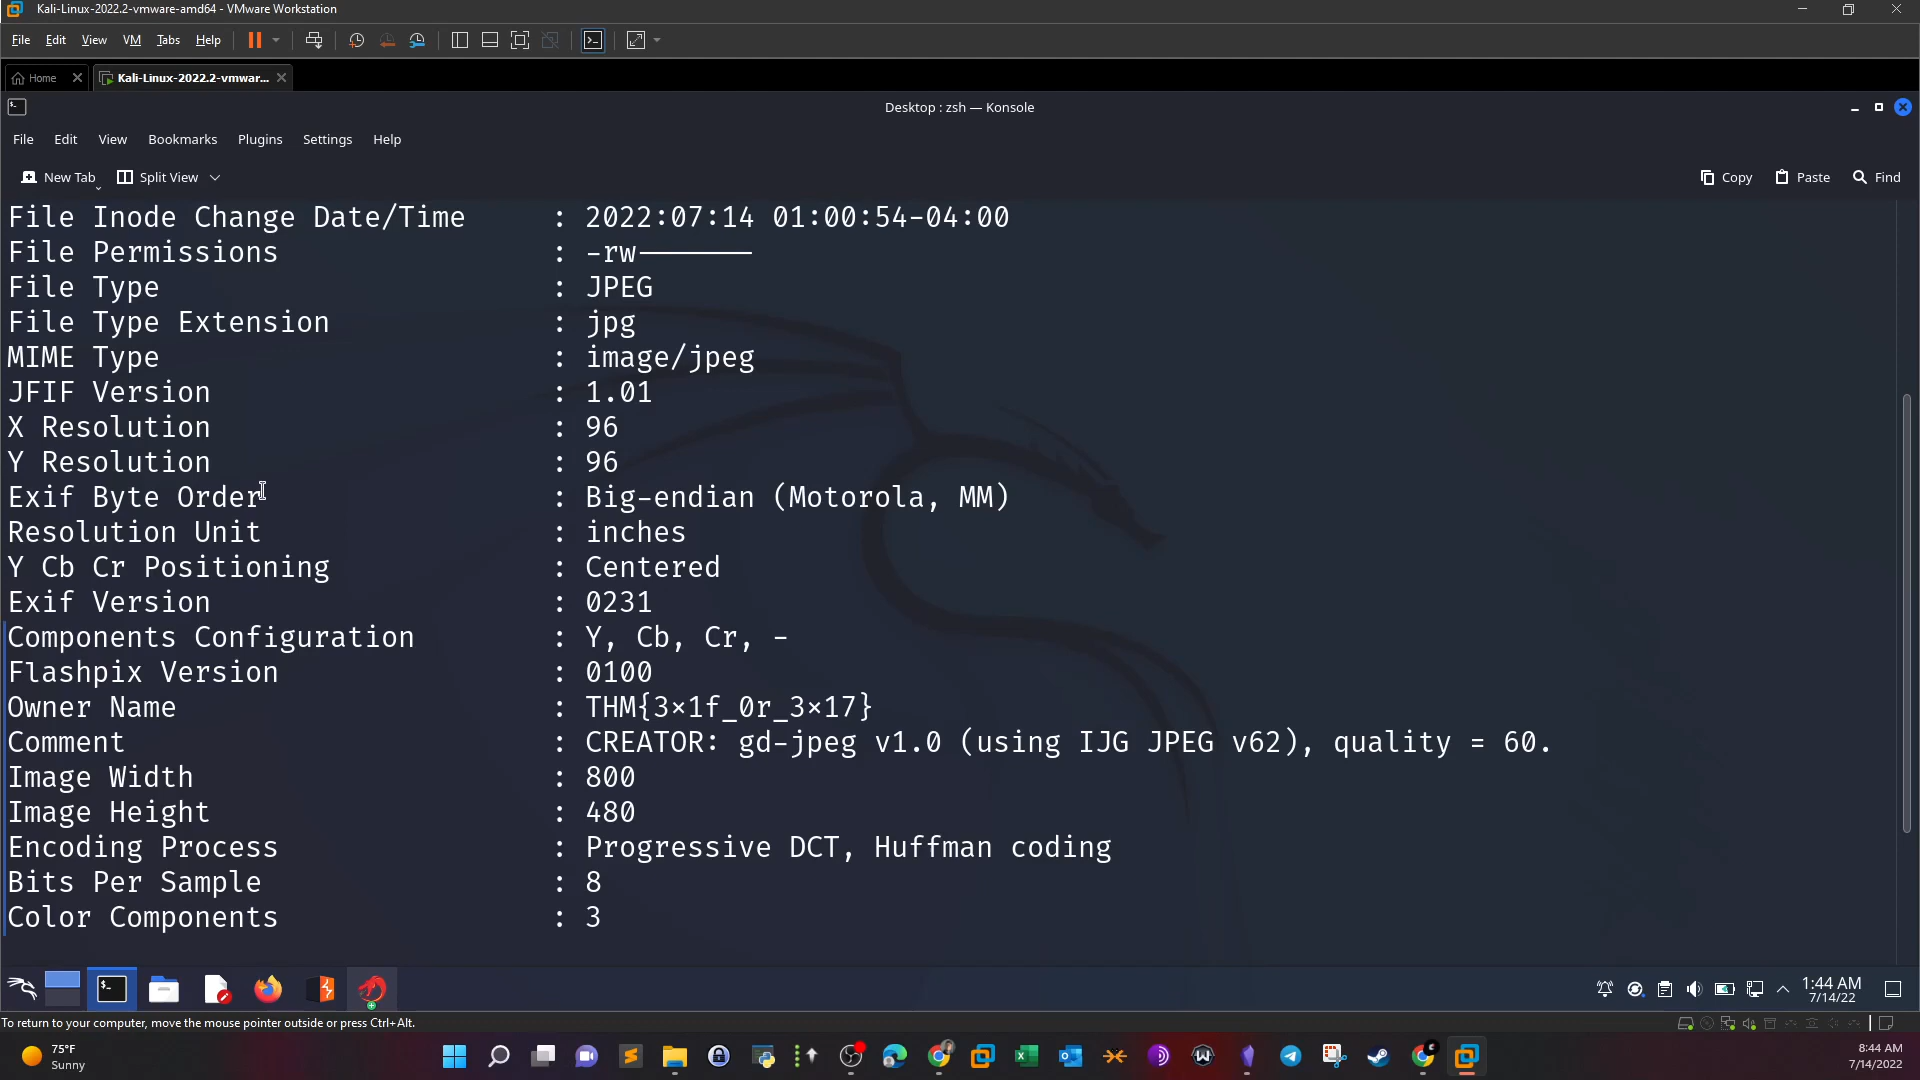 Kali-Linux-2022.2-vmware-amd64 - VMware Workstation
File Edit View VM Tabs Help
Home Kali-Linux-2022.2-vmwar...
Desktop : zsh — Konsole
File Edit View Bookmarks Plugins Settings Help
New Tab Split View Copy Paste Find
File Inode Change Date/Time : 2022:07:14 01:00:54-04:00
File Permissions : -rw-------
File Type : JPEG
File Type Extension : jpg
MIME Type : image/jpeg
JFIF Version : 1.01
X Resolution : 96
Y Resolution : 96
Exif Byte Order : Big-endian (Motorola, MM)
Resolution Unit : inches
Y Cb Cr Positioning : Centered
Exif Version : 0231
Components Configuration : Y, Cb, Cr, -
Flashpix Version : 0100
Owner Name : THM{3×1f_0r_3×17}
Comment : CREATOR: gd-jpeg v1.0 (using IJG JPEG v62), quality = 60.
Image Width : 800
Image Height : 480
Encoding Process : Progressive DCT, Huffman coding
Bits Per Sample : 8
Color Components : 3
1:44 AM
7/14/22
To return to your computer, move the mouse pointer outside or press Ctrl+Alt.
75°F
Sunny
8:44 AM
7/14/2022